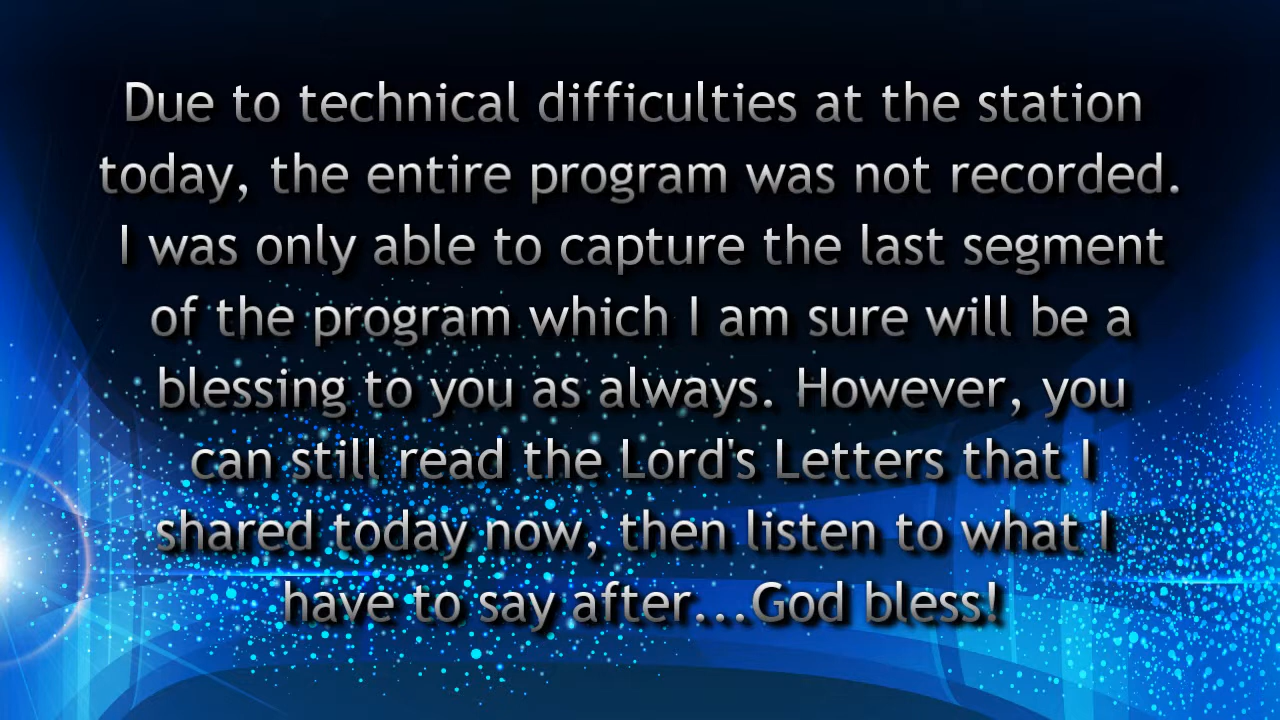 Due to technical difficulties at the station
today, the entire program was not recorded.
I was only able to capture the last segment
of the program which I am sure will be a
blessing to you as always. However, you
can still read the Lord's Letters that I
shared today now, then listen to what I
have to say after...God bless!